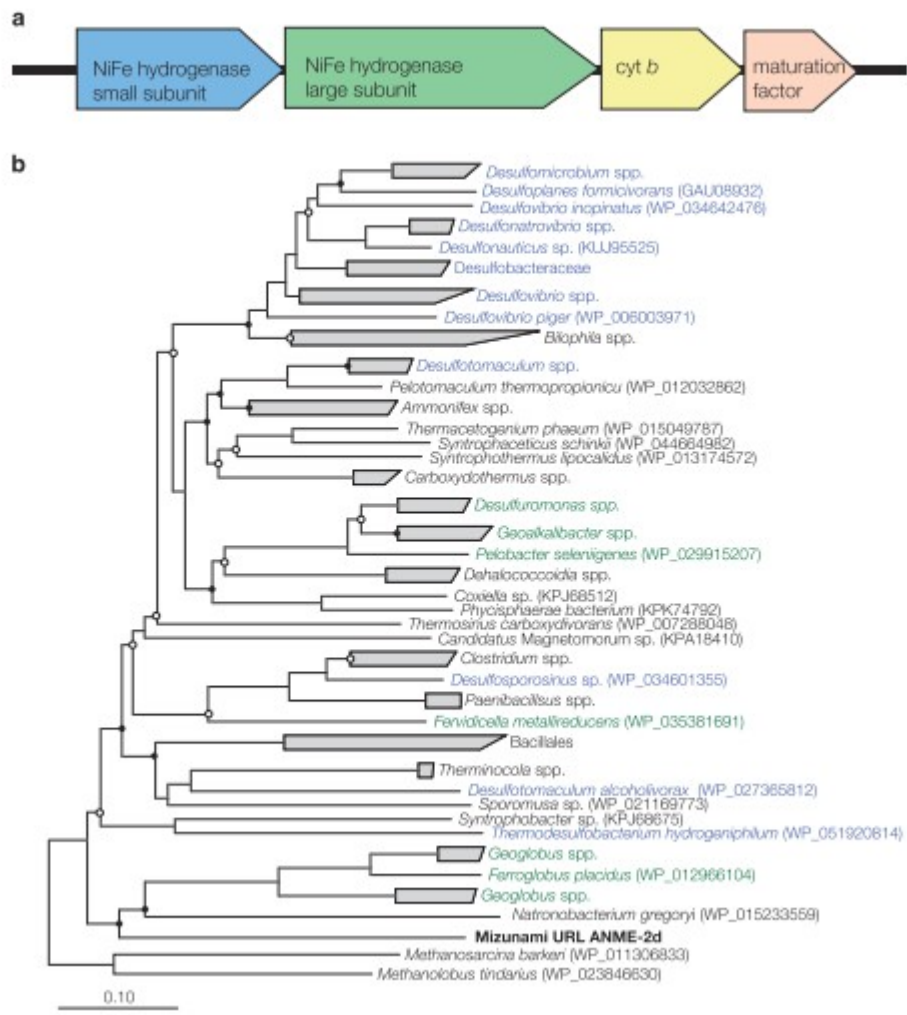 a
NiFe hydrogenase
small subunit
NiFe hydrogenase
large subunit
cyt b
maturation
factor
b
Desulfomicrobium spp.
Desulfoplanes formicivorans (GAU08932)
Desulfovibrio inopinatus (WP_034642476)
Desulfonatrovibrio spp.
Desulfonauticus sp. (KUJ95525)
Desulfobacteraceae
Desulfovibrio spp.
Desulfovibrio piger (WP_006003971)
Bilophila spp.
Desulfotomaculum spp.
Pelotomaculum thermopropionicu (WP_012032862)
Ammonifex spp.
Thermacetogenium phaeum (WP_015049787)
Syntrophaceticus schinkii (WP_044664982)
Syntrophothermus lipocalidus (WP_013174572)
Carboxydothermus spp.
Desulfuromonas spp.
Geoalkalibacter spp.
Pelobacter seleniigenes (WP_029915207)
Dehalococcoidia spp.
Coxiella sp. (KPJ68512)
Phycisphaerae bacterium (KPK74792)
Thermosinus carboxydivorans (WP_007288048)
Candidatus Magnetomorum sp. (KPA18410)
Clostridium spp.
Desulfosporosinus sp. (WP_034601355)
Paenibacillsus spp.
Fervidicella metallireducens (WP_035381691)
Bacillales
Therminocola spp.
Desulfotomaculum alcoholivorax (WP_027365812)
Sporomusa sp. (WP_021169773)
Syntrophobacter sp. (KPJ68675)
Thermodesulfobacterium hydrogeniphilum (WP_051920814)
Geoglobus spp.
Ferroglobus placidus (WP_012966104)
Geoglobus spp.
Natronobacterium gregoryi (WP_015233559)
Mizunami URL ANME-2d
Methanosarcina barkeri (WP_011306833)
Methanolobus tindarius (WP_023846630)
0.10